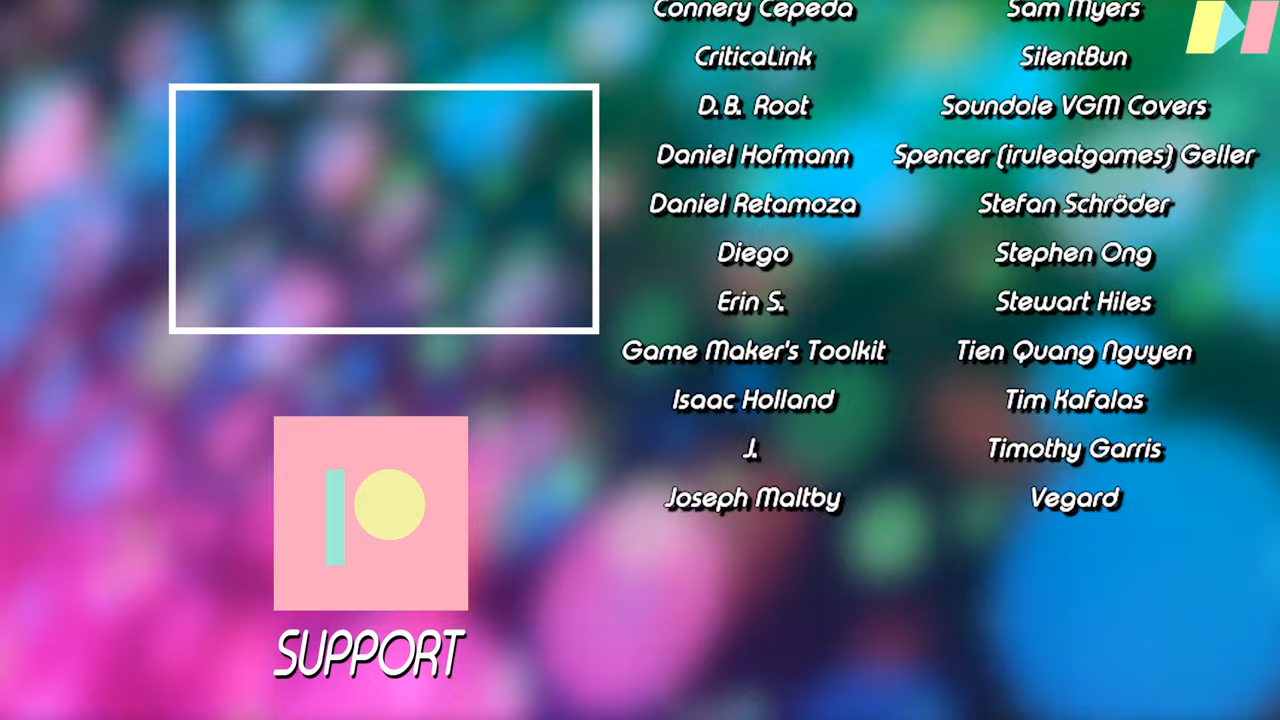 Connery Cepeda
CriticaLink
D.B. Root
Daniel Hofmann
Daniel Retamoza
Diego
Erin S.
Game Maker's Toolkit
Isaac Holland
J.
Joseph Maltby
Sam Myers
SilentBun
Soundole VGM Covers
Spencer (iruleatgames) Geller
Stefan Schröder
Stephen Ong
Stewart Hiles
Tien Quang Nguyen
Tim Kafalas
Timothy Garris
Vegard
SUPPORT